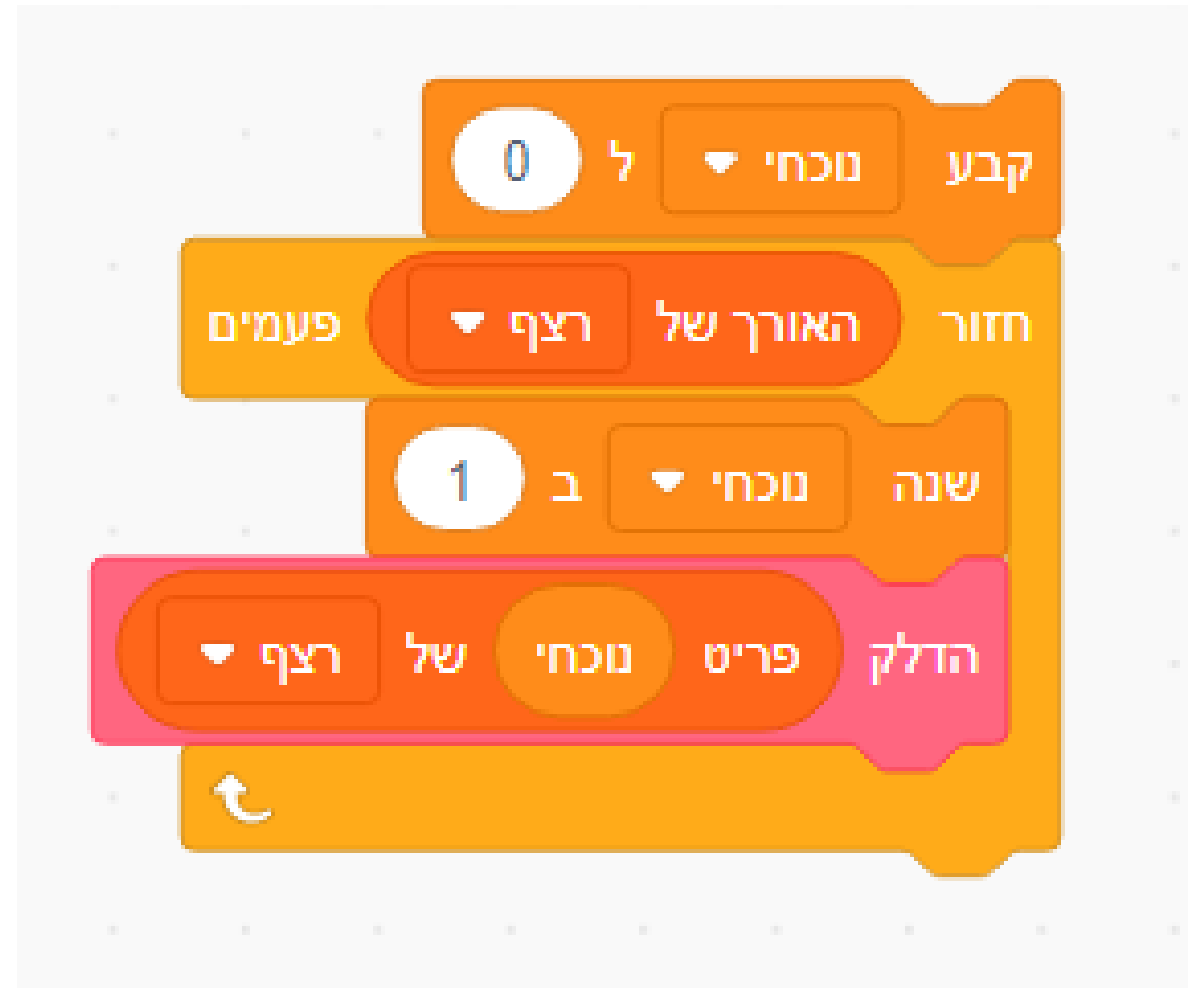 קבע נוכחי ל 0
חזור האורך של רצף פעמים
שנה נוכחי ב 1
הדלק פריט נוכחי של רצף